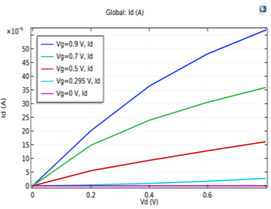 Global: Id (A)
×10⁻⁶
Vg=0.9 V, Id
Vg=0.7 V, Id
Vg=0.5 V, Id
Vg=0.295 V, Id
Vg=0 V, Id
50
45
40
35
30
25
20
15
10
5
0
Id (A)
0
0.2
0.4
0.6
Vd (V)